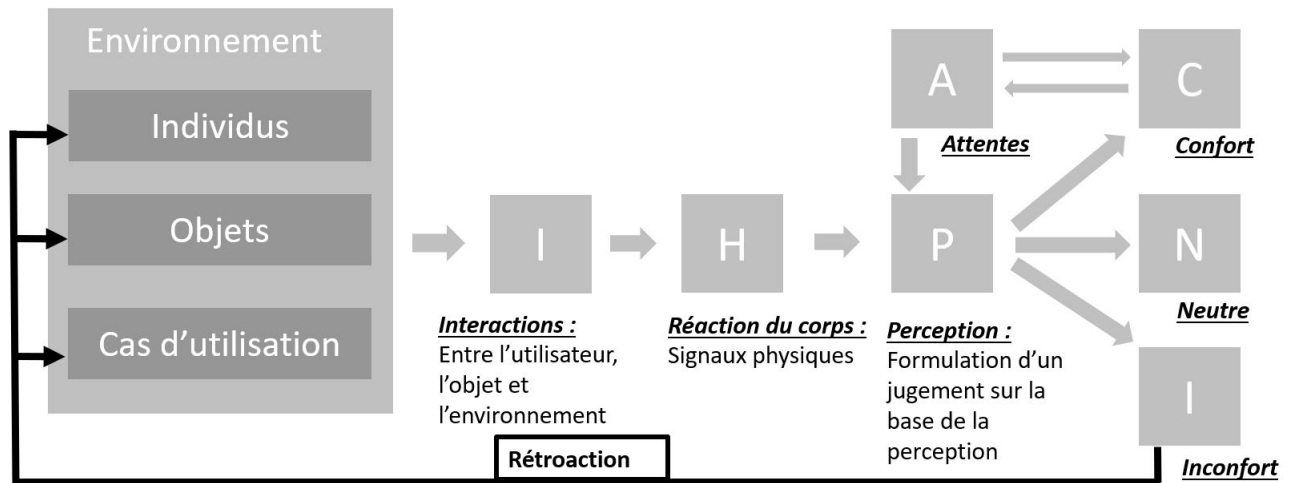 Environnement
Individus
Objets
Cas d’utilisation
I
Interactions :
Entre l’utilisateur,
l’objet et
l’environnement
H
Réaction du corps :
Signaux physiques
A
Attentes
P
Perception :
Formulation d’un
jugement sur la
base de la
perception
C
Confort
N
Neutre
I
Inconfort
Rétroaction